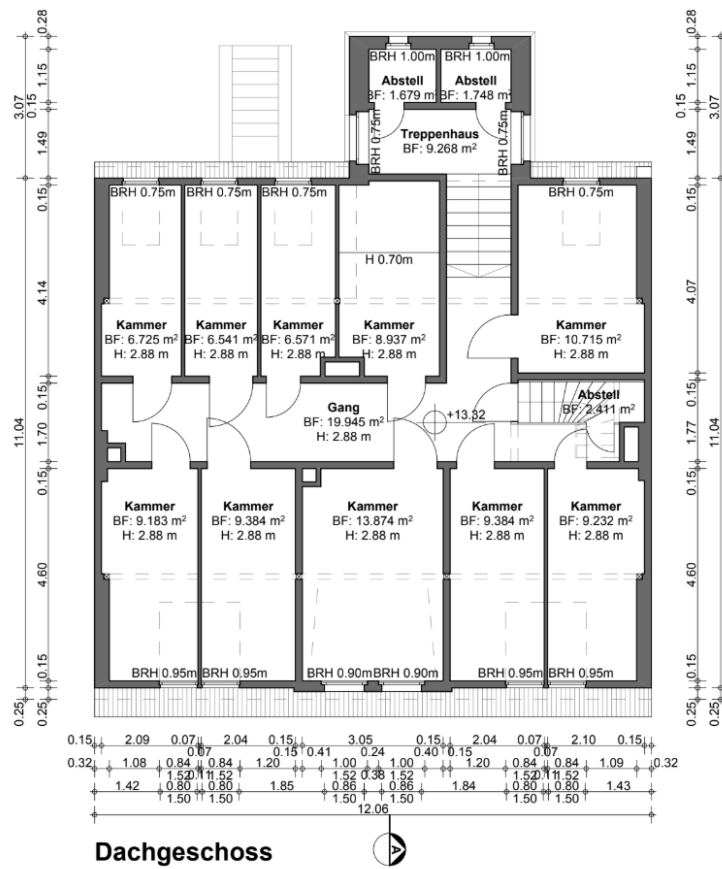 BRH 1.00m BRH 1.00m
Abstell Abstell
BF: 1.679 m² BF: 1.748 m²
Treppenhaus
BF: 9.268 m²
BRH 0.75m BRH 0.75m
BRH 0.75m BRH 0.75m BRH 0.75m BRH 0.75m
H 0.70m
Kammer Kammer Kammer Kammer Kammer
BF: 6.725 m² BF: 6.541 m² BF: 6.571 m² BF: 8.937 m² BF: 10.715 m²
H: 2.88 m H: 2.88 m H: 2.88 m H: 2.88 m H: 2.88 m
Abstell
BF: 2.411 m²
Gang
BF: 19.945 m²
H: 2.88 m
+13.32
Kammer Kammer Kammer Kammer Kammer
BF: 9.183 m² BF: 9.384 m² BF: 13.874 m² BF: 9.384 m² BF: 9.232 m²
H: 2.88 m H: 2.88 m H: 2.88 m H: 2.88 m H: 2.88 m
BRH 0.95m BRH 0.95m BRH 0.90m BRH 0.90m BRH 0.95m BRH 0.95m
3.07 11.04 0.25
0.28 1.15 0.15 1.49 0.15 4.14 0.15 1.70 0.15 4.60 0.15 0.25
0.28 1.15 0.15 1.49 0.15 4.07 0.15 1.77 0.15 4.60 0.15 0.25
3.07 11.04 0.25
0.15 2.09 0.07 2.04 0.15 3.05 0.15 2.04 0.07 2.10 0.15
0.07 0.15 0.15 0.07
0.32 1.08 0.84 0.84 1.20 0.41 1.00 0.24 1.00 0.40 1.20 0.84 0.84 1.09 0.32
1.52 0.11 1.52 1.52 0.38 1.52 1.52 0.11 1.52
1.42 0.80 0.80 1.85 0.86 0.86 1.84 0.80 0.80 1.43
1.50 1.50 1.50 1.50 1.50 1.50
12.06
Dachgeschoss
A